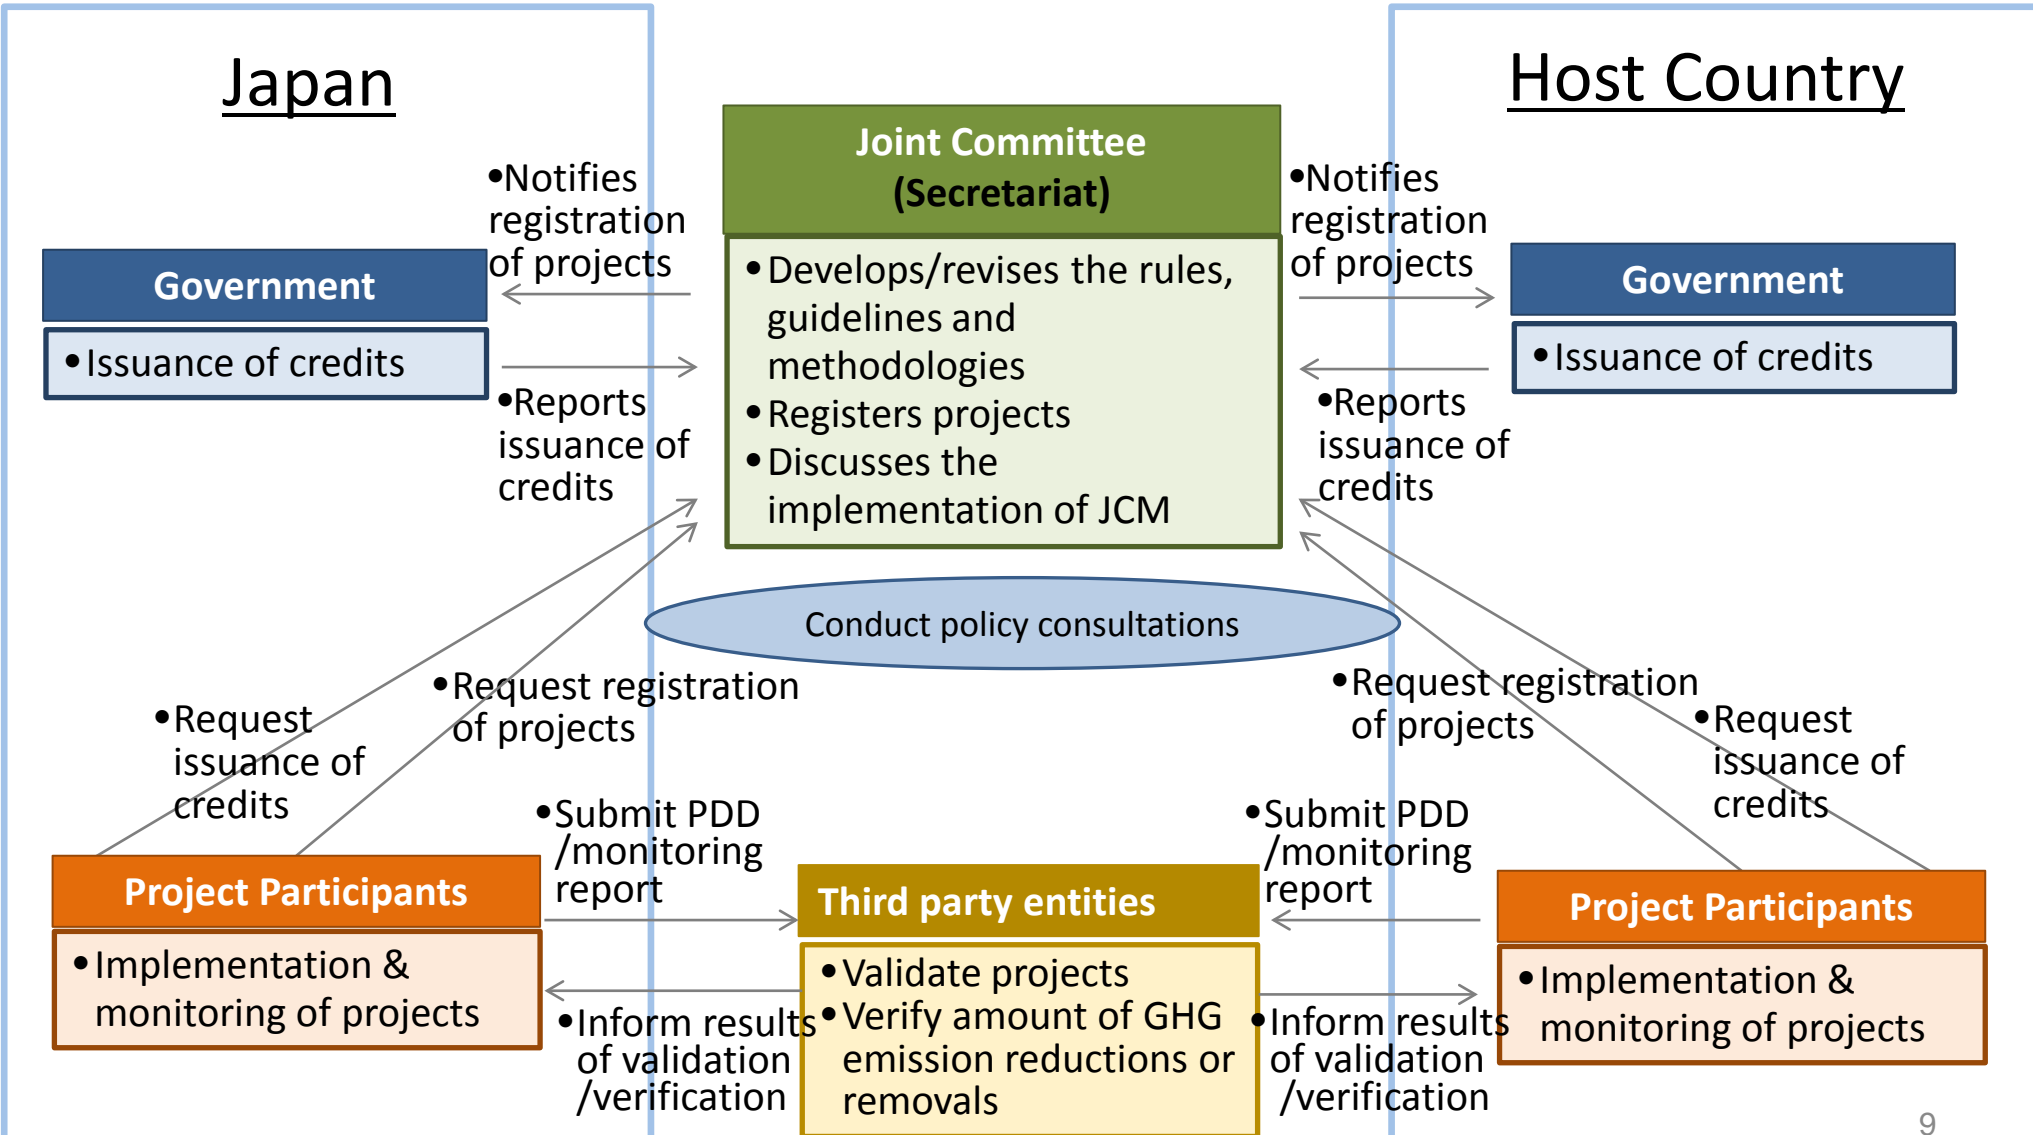 Japan
Host Country
Joint Committee
(Secretariat)
•Notifies
registration
of projects
•Notifies
registration
of projects
Government
•Issuance of credits
•Develops/revises the rules,
guidelines and
methodologies
•Registers projects
•Discusses the
implementation of JCM
Government
•Issuance of credits
•Reports
issuance of
credits
•Reports
issuance of
credits
Conduct policy consultations
•Request
issuance of
credits
•Request registration
of projects
•Request registration
of projects
•Request
issuance of
credits
•Submit PDD
/monitoring
report
•Submit PDD
/monitoring
report
Project Participants
•Implementation &
monitoring of projects
Third party entities
•Validate projects
•Verify amount of GHG
emission reductions or
removals
Project Participants
•Implementation &
monitoring of projects
•Inform results
of validation
/verification
•Inform results
of validation
/verification
9